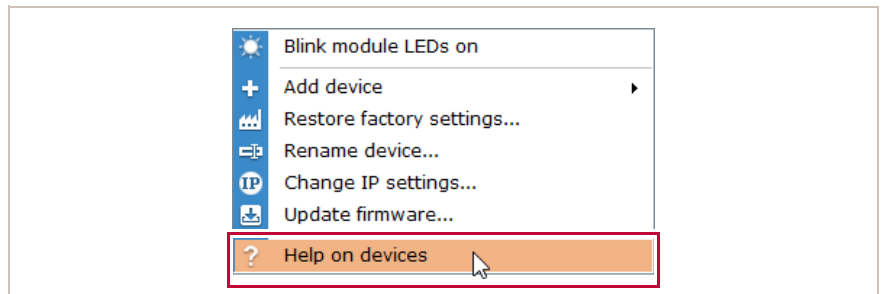 Blink module LEDs on
Add device
Restore factory settings...
Rename device...
IP Change IP settings...
Update firmware...
? Help on devices